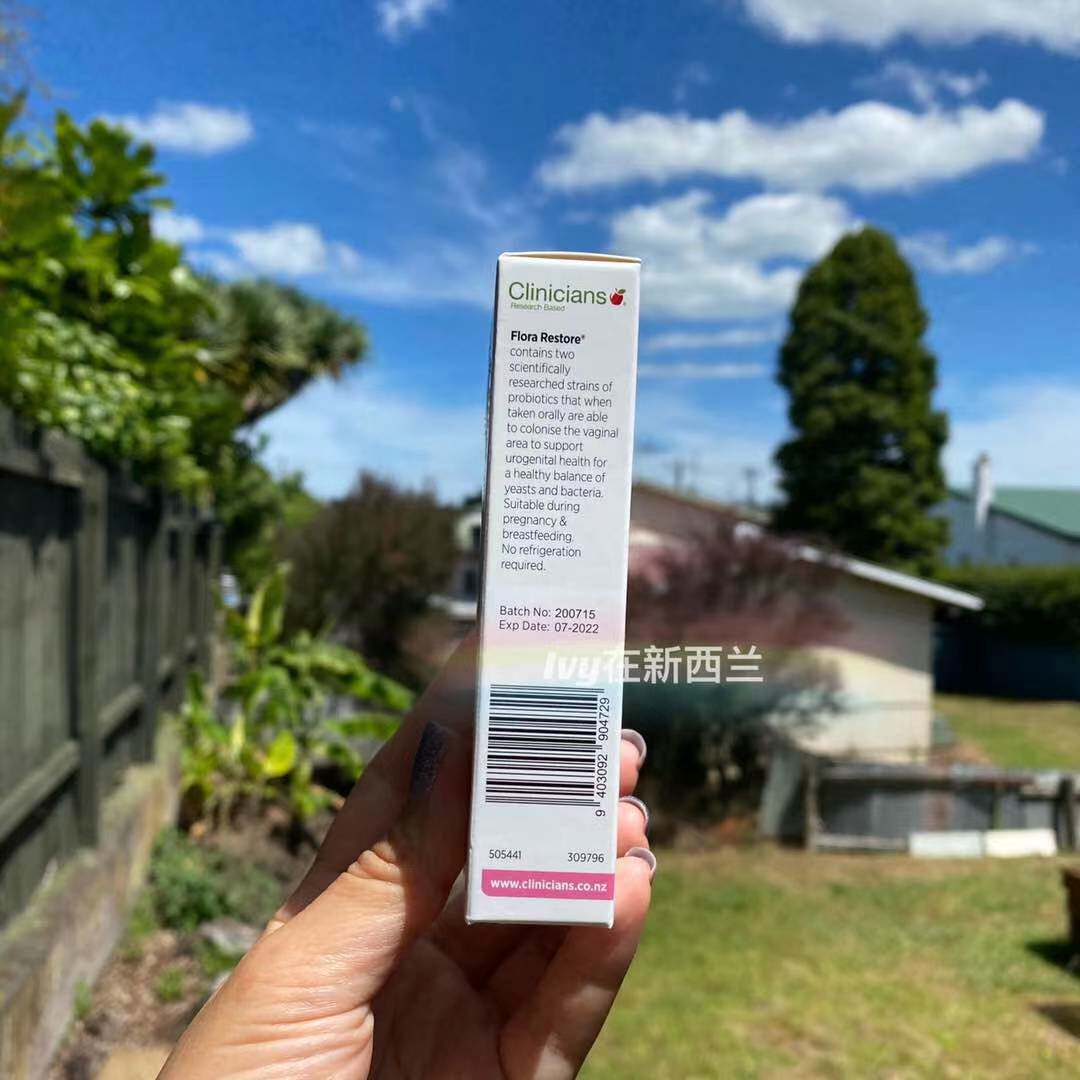 Clinicians
Research Based
Flora Restore®
contains two
scientifically
researched strains of
probiotics that when
taken orally are able
to colonise the vaginal
area to support
urogenital health for
a healthy balance of
yeasts and bacteria.
Suitable during
pregnancy &
breastfeeding.
No refrigeration
required.
Batch No: 200715
Exp Date: 07-2022
Ivy在新西兰
9 403092 904729
505441 309796
www.clinicians.co.nz